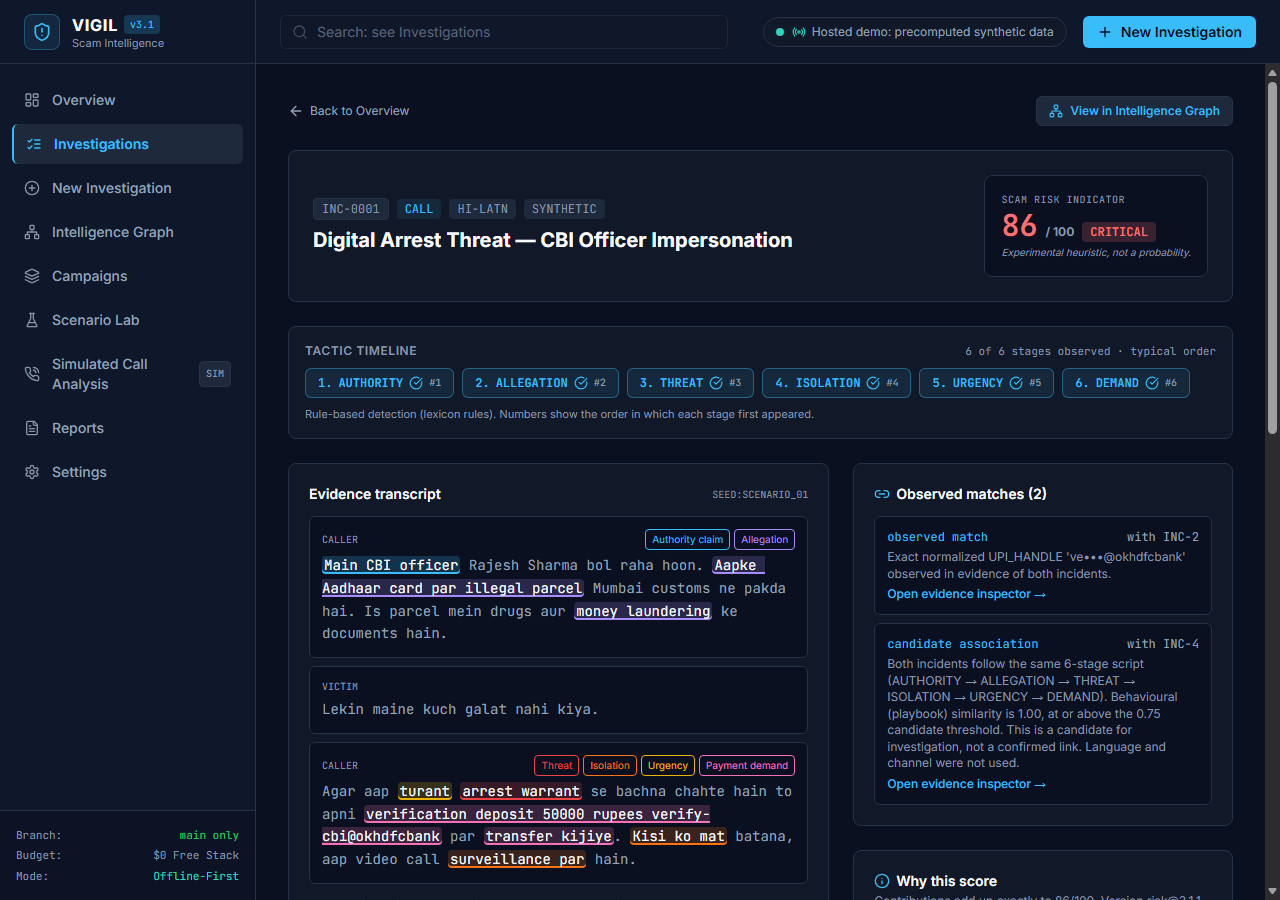 VIGIL v3.1
Scam Intelligence
Search: see Investigations
Hosted demo: precomputed synthetic data
New Investigation
Overview
Investigations
New Investigation
Intelligence Graph
Campaigns
Scenario Lab
Simulated Call
Analysis
SIM
Reports
Settings
Branch: main only
Budget: $0 Free Stack
Mode: Offline-First
Back to Overview
View in Intelligence Graph
INC-0001 CALL HI-LATN SYNTHETIC
Digital Arrest Threat — CBI Officer Impersonation
SCAM RISK INDICATOR
86 / 100 CRITICAL
Experimental heuristic, not a probability.
TACTIC TIMELINE
6 of 6 stages observed · typical order
1. AUTHORITY #1
2. ALLEGATION #2
3. THREAT #3
4. ISOLATION #4
5. URGENCY #5
6. DEMAND #6
Rule-based detection (lexicon rules). Numbers show the order in which each stage first appeared.
Evidence transcript
SEED:SCENARIO_01
CALLER
Authority claim Allegation
Main CBI officer Rajesh Sharma bol raha hoon. Aapke
Aadhaar card par illegal parcel Mumbai customs ne pakda
hai. Is parcel mein drugs aur money laundering ke
documents hain.
VICTIM
Lekin maine kuch galat nahi kiya.
CALLER
Threat Isolation Urgency Payment demand
Agar aap turant arrest warrant se bachna chahte hain to
apni verification deposit 50000 rupees verify-
cbi@okhdfcbank par transfer kijiye. Kisi ko mat batana,
aap video call surveillance par hain.
Observed matches (2)
observed match with INC-2
Exact normalized UPI_HANDLE 've•••@okhdfcbank'
observed in evidence of both incidents.
Open evidence inspector →
candidate association with INC-4
Both incidents follow the same 6-stage script
(AUTHORITY → ALLEGATION → THREAT →
ISOLATION → URGENCY → DEMAND). Behavioural
(playbook) similarity is 1.00, at or above the 0.75
candidate threshold. This is a candidate for
investigation, not a confirmed link. Language and
channel were not used.
Open evidence inspector →
Why this score
Contributions add up exactly to 86/100. Version risk@2.1.1